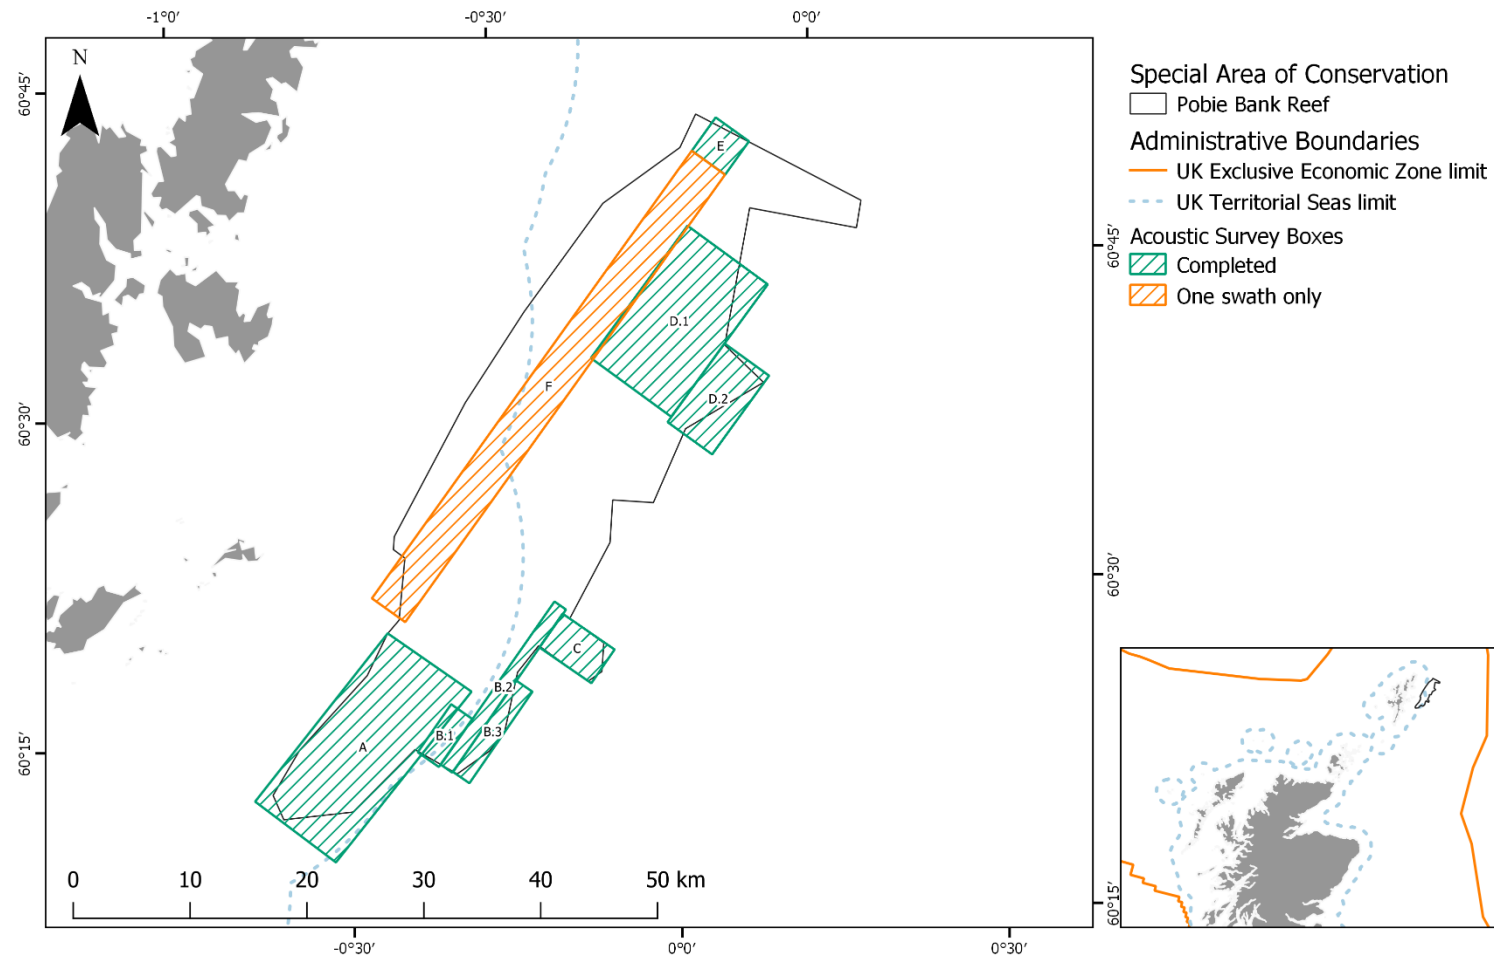 -1°0′ -0°30′ 0°0′
N
60°45′
60°30′
60°15′
E
D.1
F
D.2
C
B.2
B.1
B.3
A
0 10 20 30 40 50 km
-0°30′ 0°0′ 0°30′
60°45′
60°30′
60°15′
Special Area of Conservation
Pobie Bank Reef
Administrative Boundaries
UK Exclusive Economic Zone limit
UK Territorial Seas limit
Acoustic Survey Boxes
Completed
One swath only